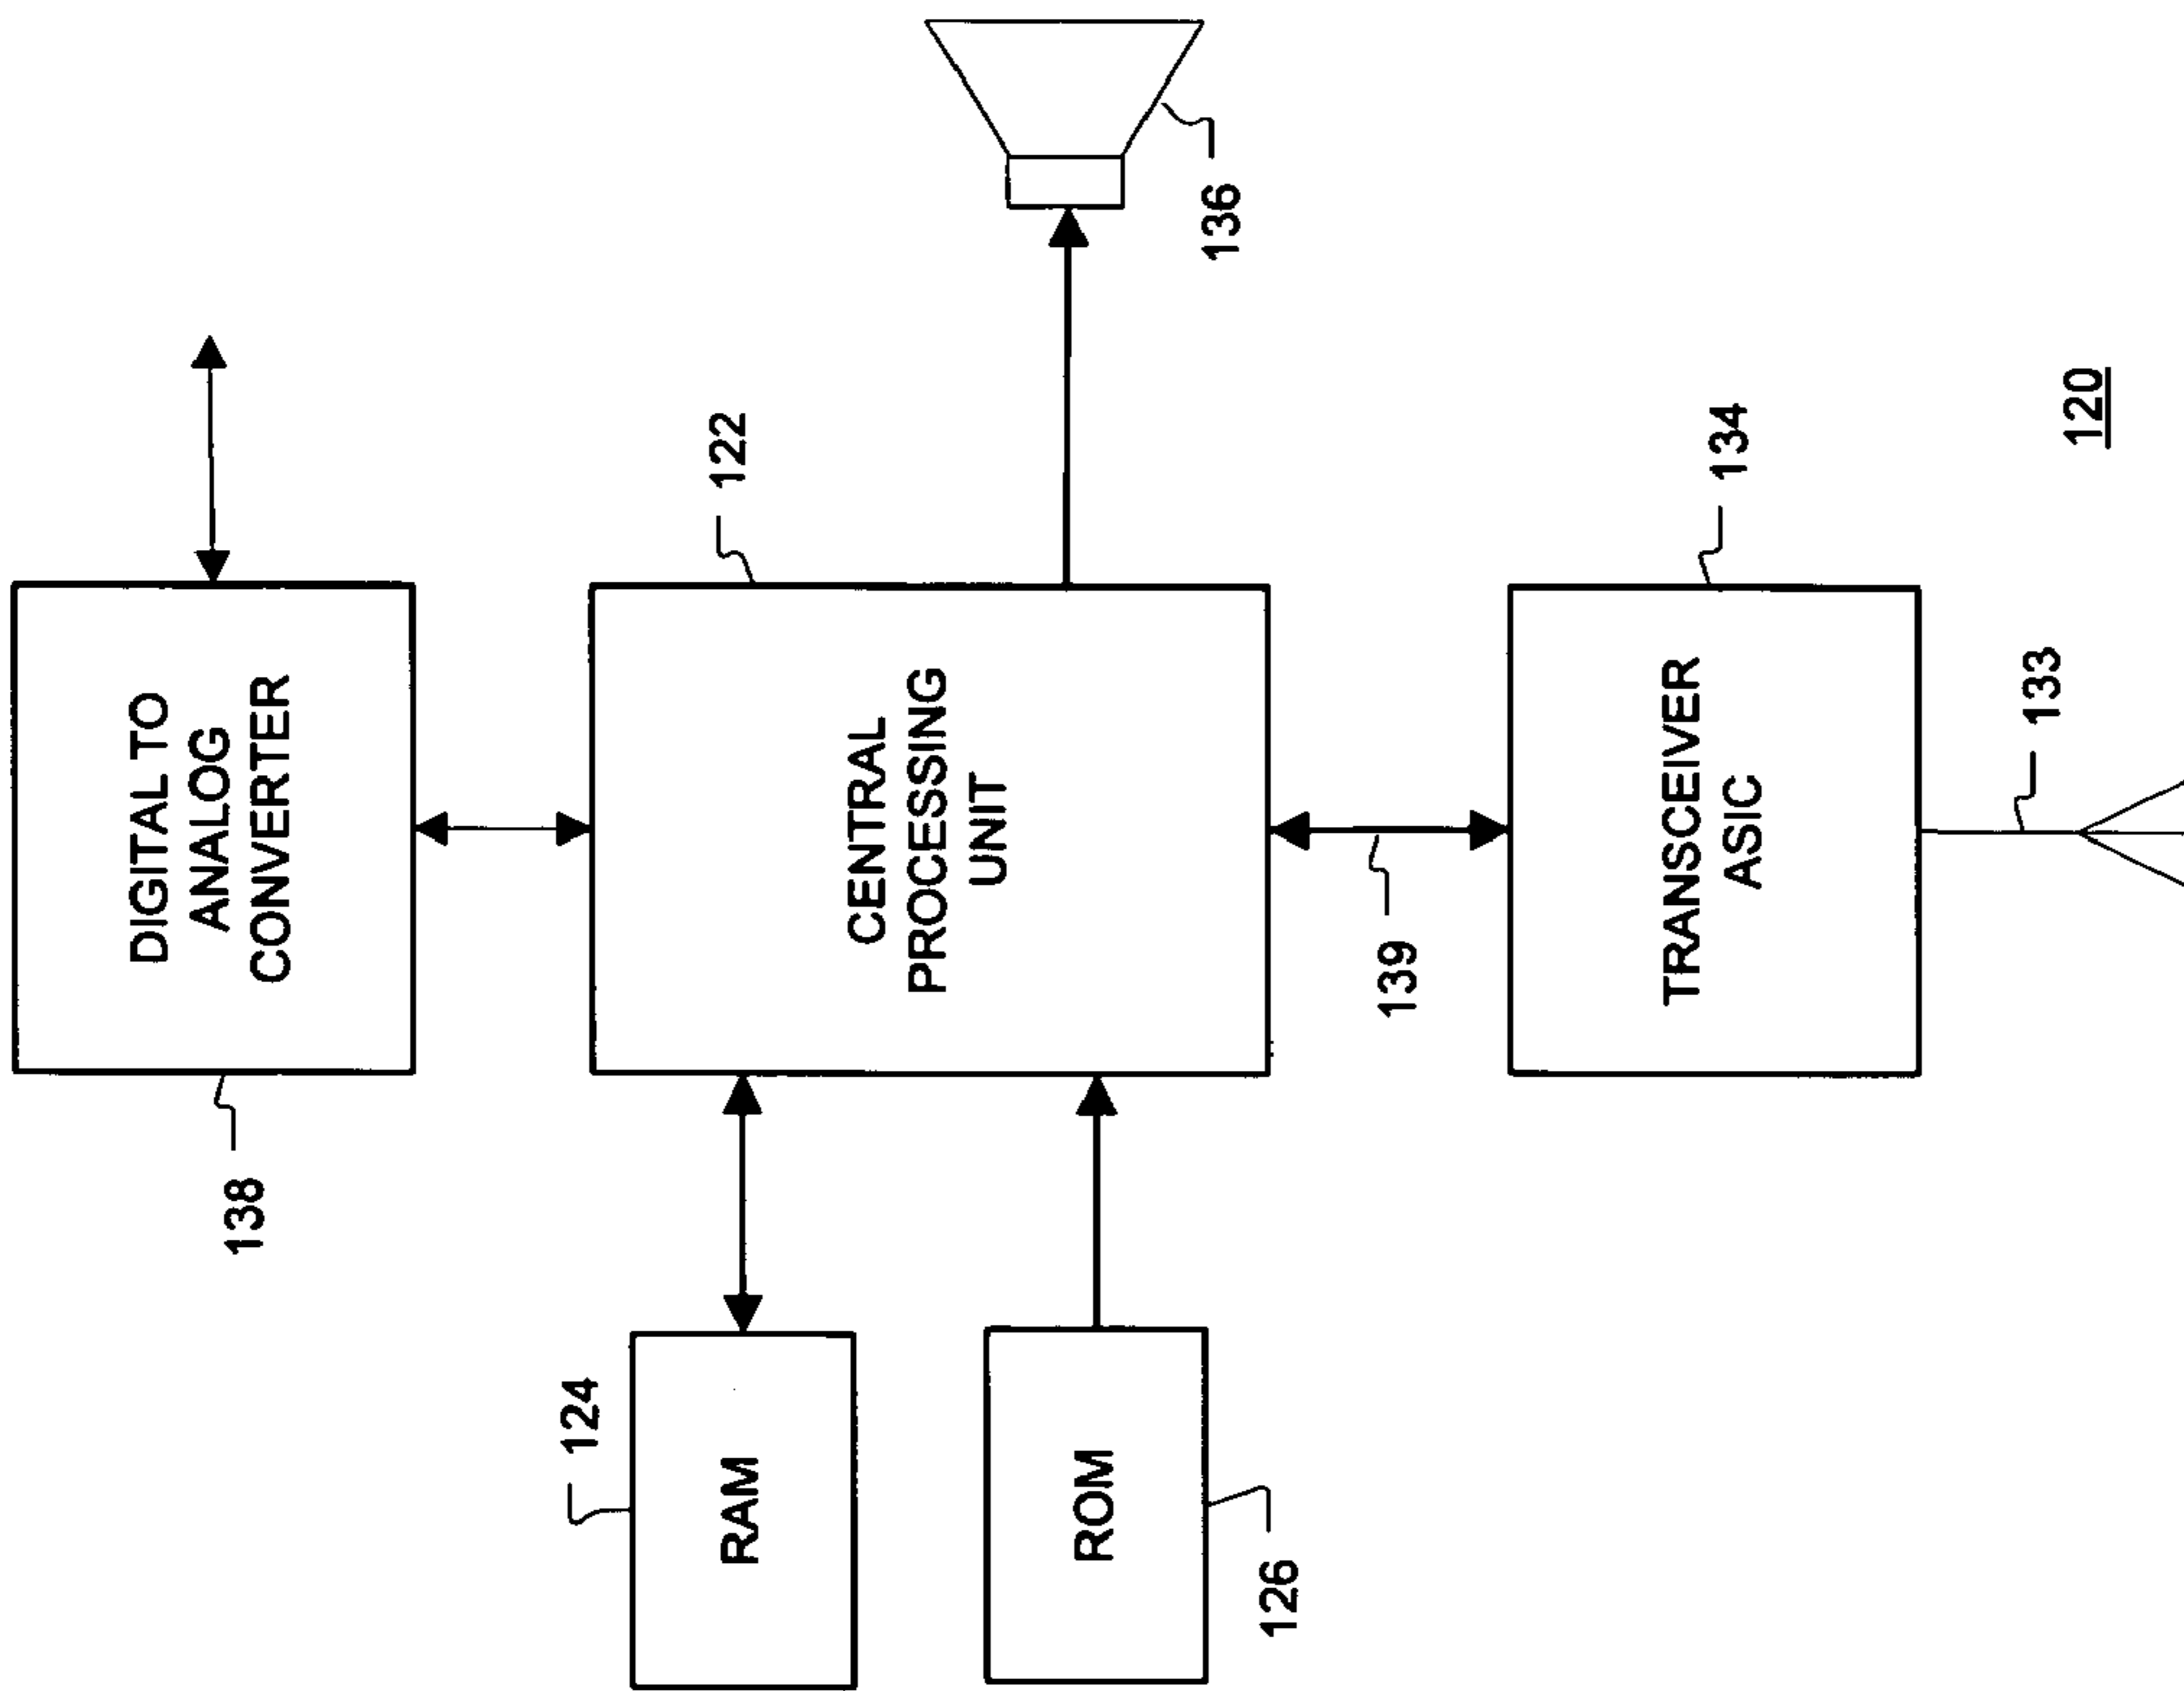 124
RAM
ROM
126
138
DIGITAL TO
ANALOG
CONVERTER
122
CENTRAL
PROCESSING
UNIT
139
TRANSCEIVER
ASIC
134
133
136
120